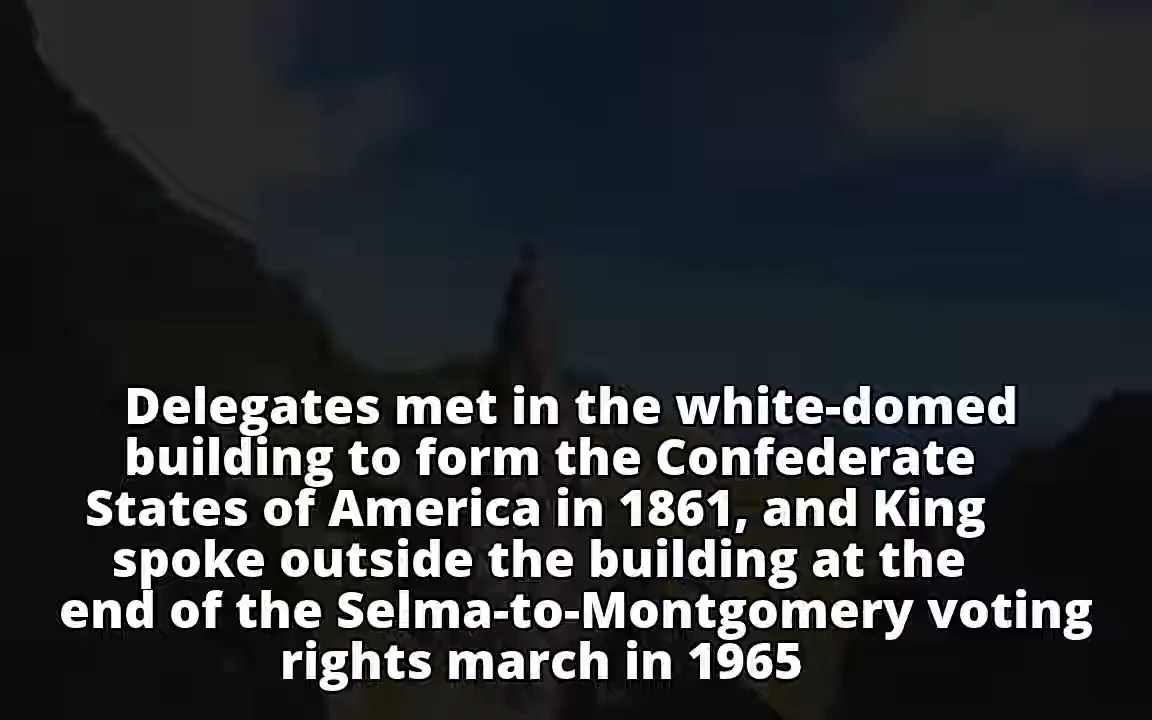 Delegates met in the white-domed
building to form the Confederate
States of America in 1861, and King
spoke outside the building at the
end of the Selma-to-Montgomery voting
rights march in 1965